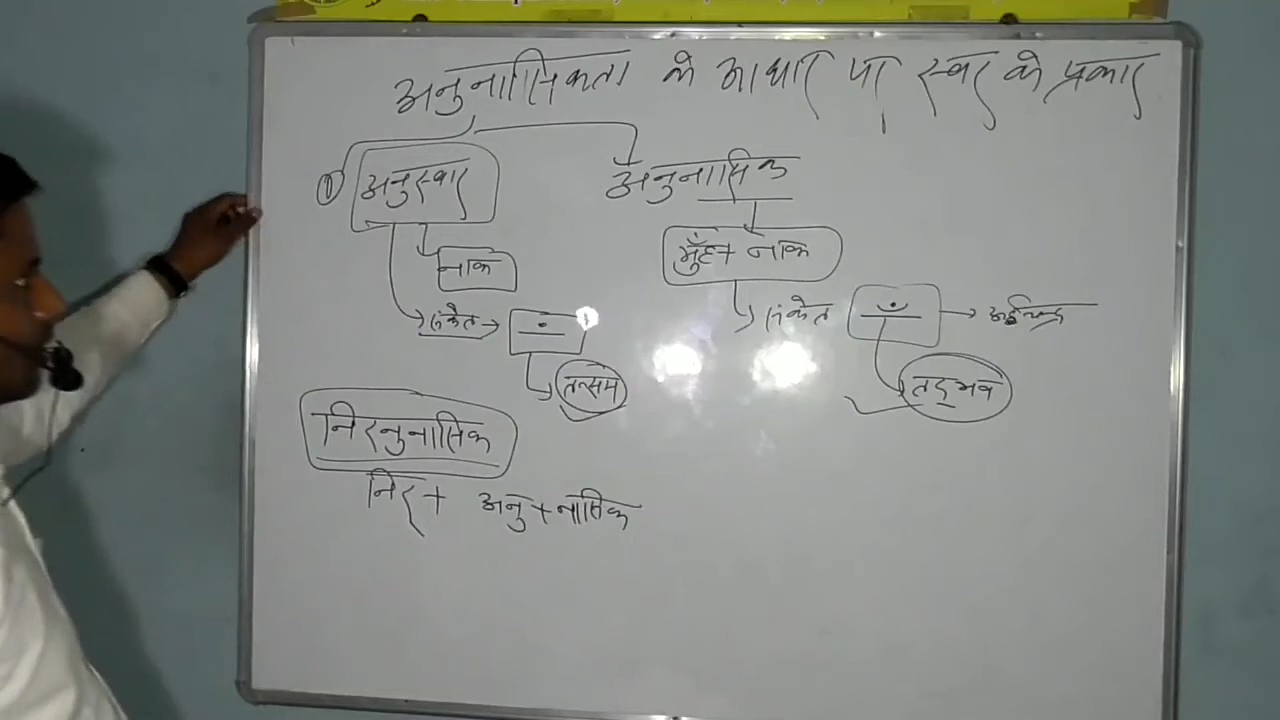 अनुनासिकता के आधार पर स्वर के प्रकार
① अनुस्वार अनुनासिक
नाक मुँह + नाक
संकेत → ∸ संकेत ँ → अर्द्धचन्द्र
तत्सम तद्भव
निरनुनासिक
निर् + अनु + नासिक